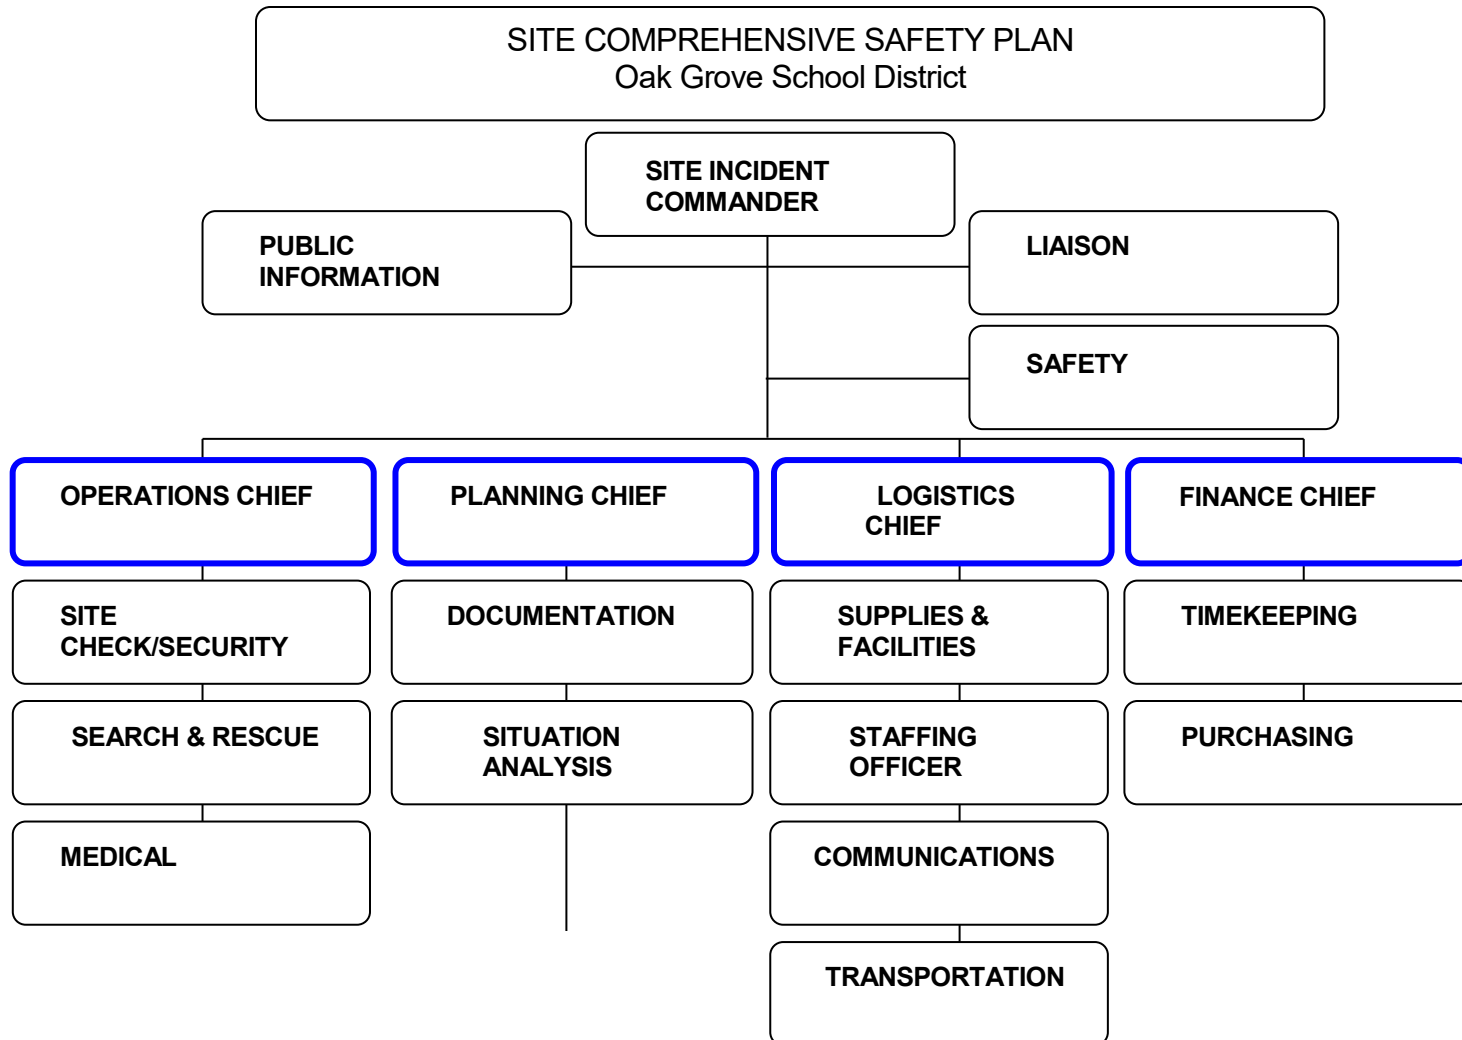 SITE COMPREHENSIVE SAFETY PLAN
Oak Grove School District
SITE INCIDENT
COMMANDER
PUBLIC
INFORMATION
LIAISON
SAFETY
OPERATIONS CHIEF
PLANNING CHIEF
LOGISTICS
CHIEF
FINANCE CHIEF
SITE
CHECK/SECURITY
DOCUMENTATION
SUPPLIES &
FACILITIES
TIMEKEEPING
SEARCH & RESCUE
SITUATION
ANALYSIS
STAFFING
OFFICER
PURCHASING
MEDICAL
COMMUNICATIONS
TRANSPORTATION